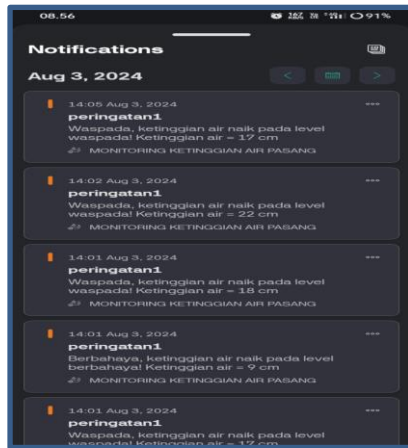 08.56
91%
Notifications
Aug 3, 2024
14:05 Aug 3, 2024
peringatan1
Waspada, ketinggian air naik pada level
waspada! Ketinggian air = 17 cm
MONITORING KETINGGIAN AIR PASANG
14:02 Aug 3, 2024
peringatan1
Waspada, ketinggian air naik pada level
waspada! Ketinggian air = 22 cm
MONITORING KETINGGIAN AIR PASANG
14:01 Aug 3, 2024
peringatan1
Waspada, ketinggian air naik pada level
waspada! Ketinggian air = 18 cm
MONITORING KETINGGIAN AIR PASANG
14:01 Aug 3, 2024
peringatan1
Berbahaya, ketinggian air naik pada level
berbahaya! Ketinggian air = 9 cm
MONITORING KETINGGIAN AIR PASANG
14:01 Aug 3, 2024
peringatan1
Waspada, ketinggian air naik pada level
waspada! Ketinggian air = 17 cm